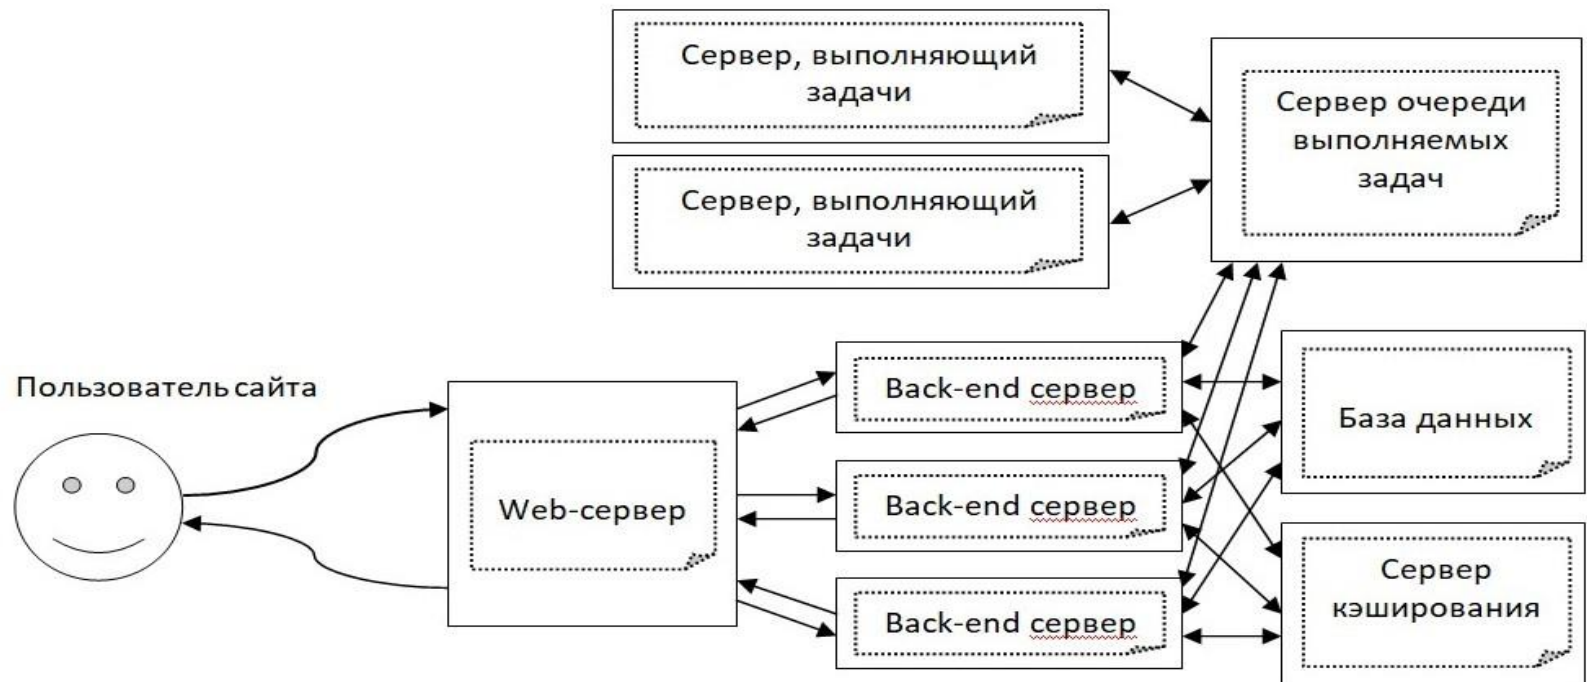 Сервер, выполняющий
задачи
Сервер очереди
выполняемых
задач
Сервер, выполняющий
задачи
Пользователь сайта
Web-сервер
Back-end сервер
Back-end сервер
Back-end сервер
База данных
Сервер
кэширования